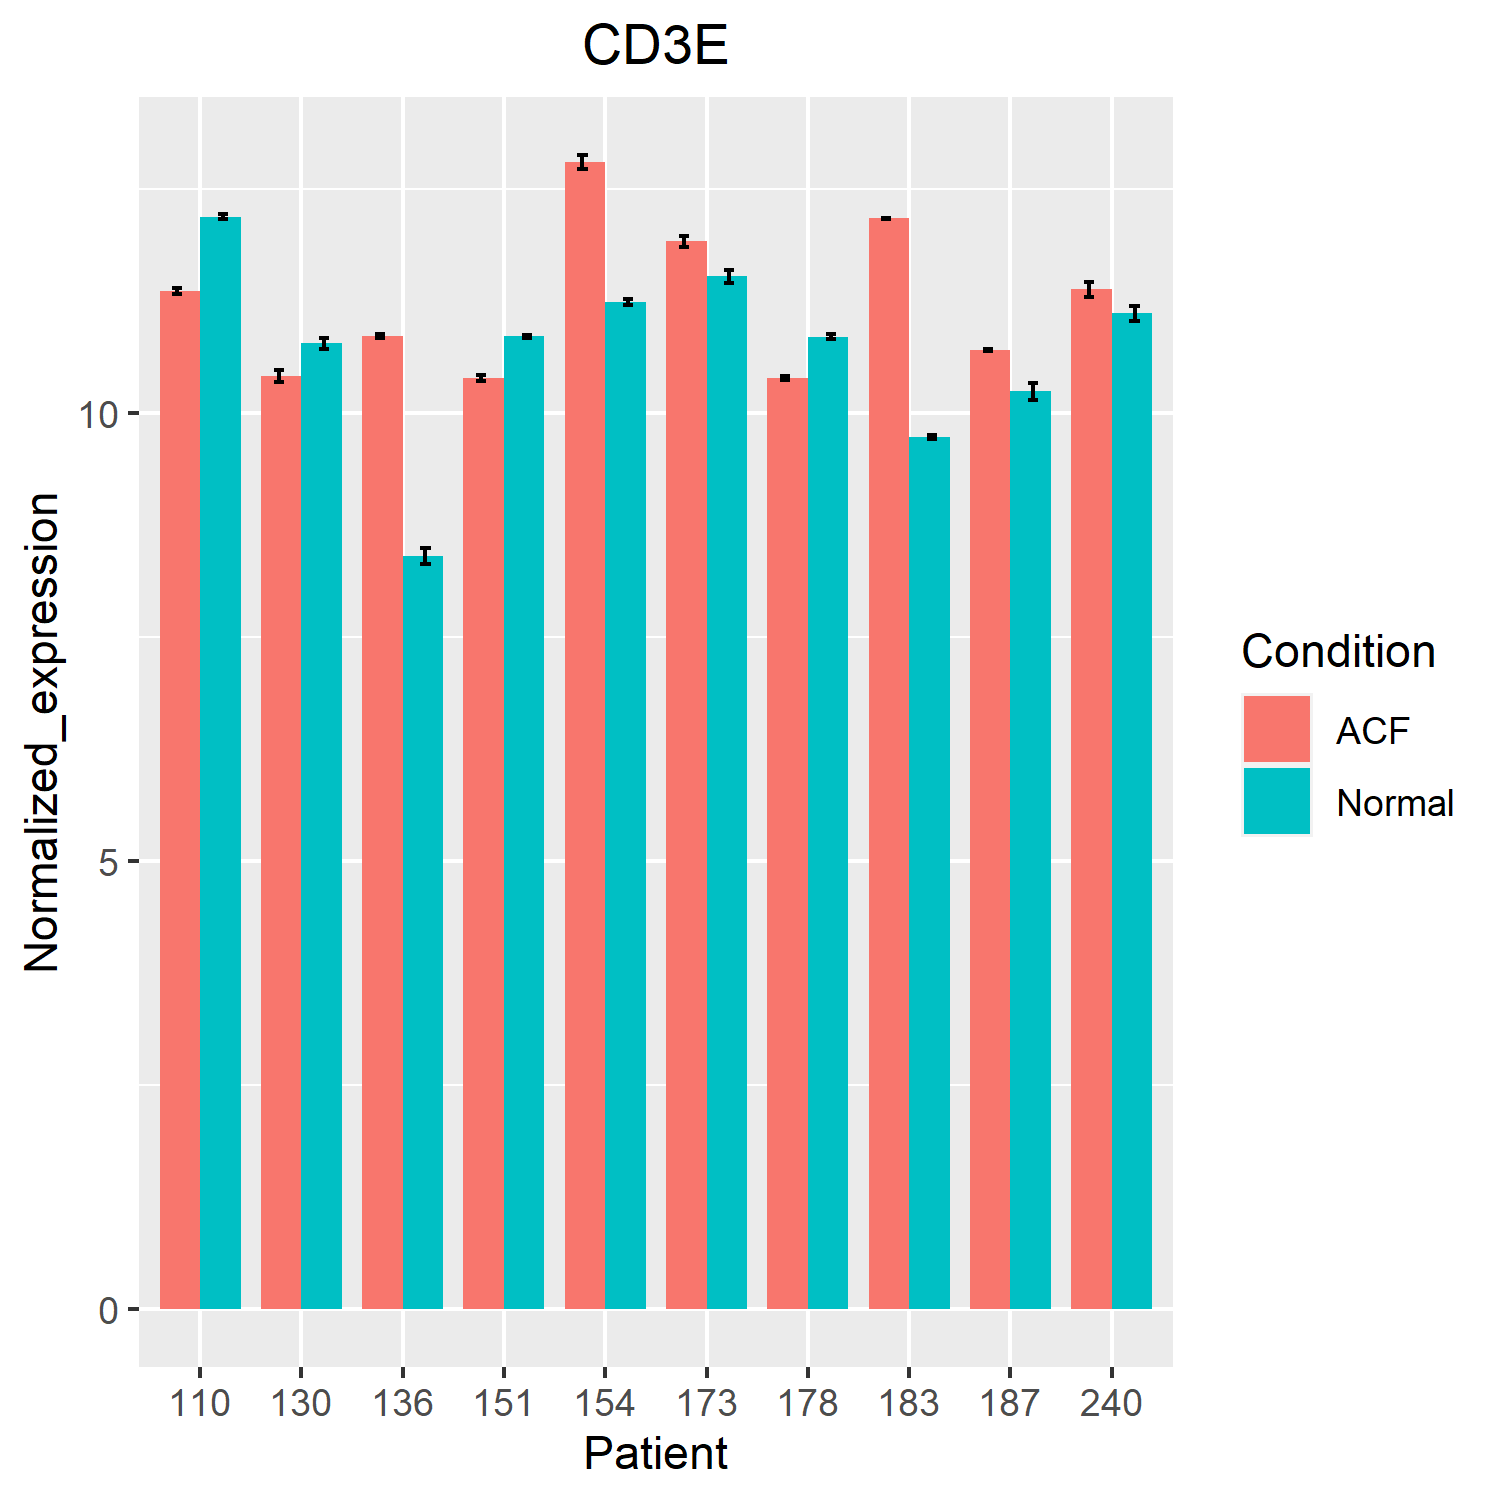 CD3E
Normalized_expression
10
5
0
110 130 136 151 154 173 178 183 187 240
Patient
Condition
ACF
Normal